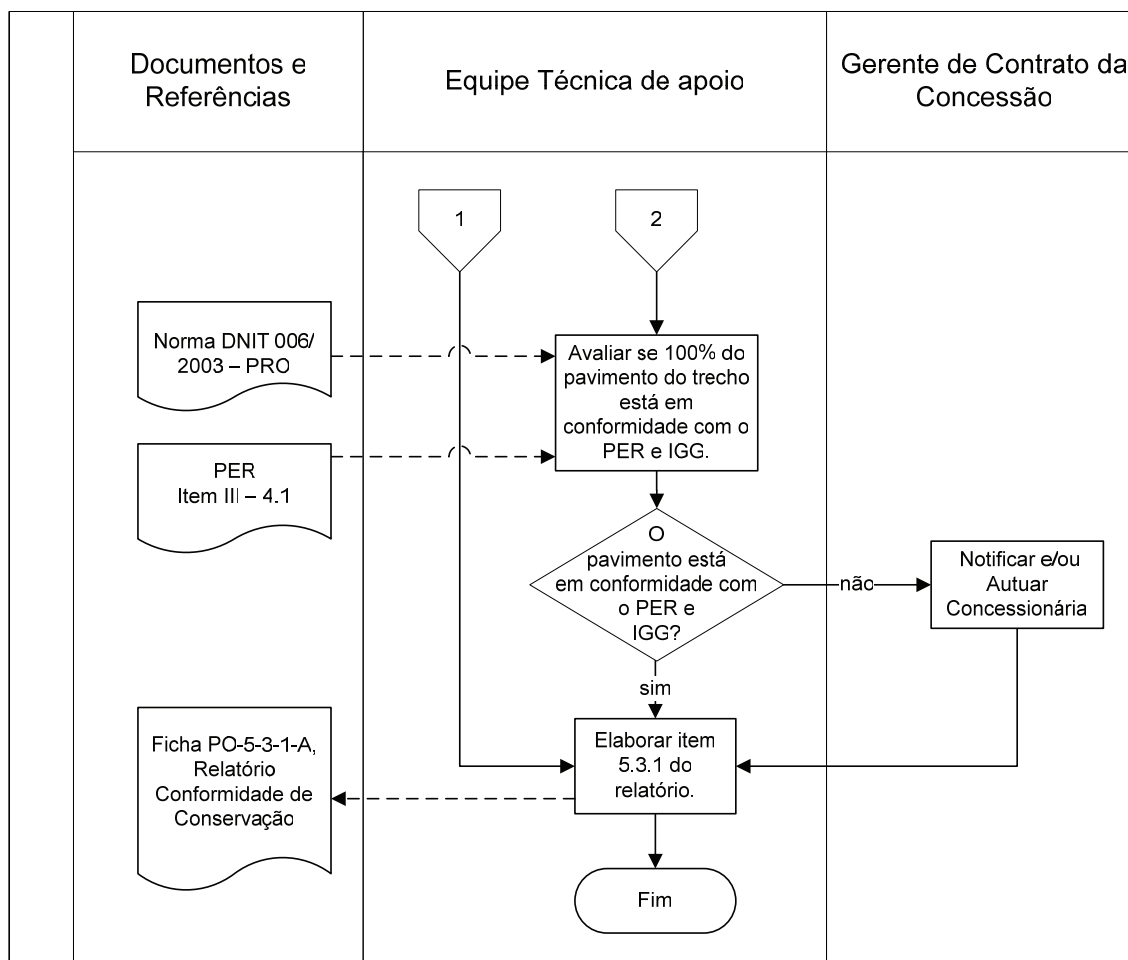 Documentos e
Referências
Equipe Técnica de apoio
Gerente de Contrato da
Concessão
1
2
Norma DNIT 006/
2003 – PRO
Avaliar se 100% do
pavimento do trecho
está em
conformidade com o
PER e IGG.
PER
Item III – 4.1
O
pavimento está
em conformidade com
o PER e
IGG?
não
Notificar e/ou
Autuar
Concessionária
sim
Ficha PO-5-3-1-A,
Relatório
Conformidade de
Conservação
Elaborar item
5.3.1 do
relatório.
Fim